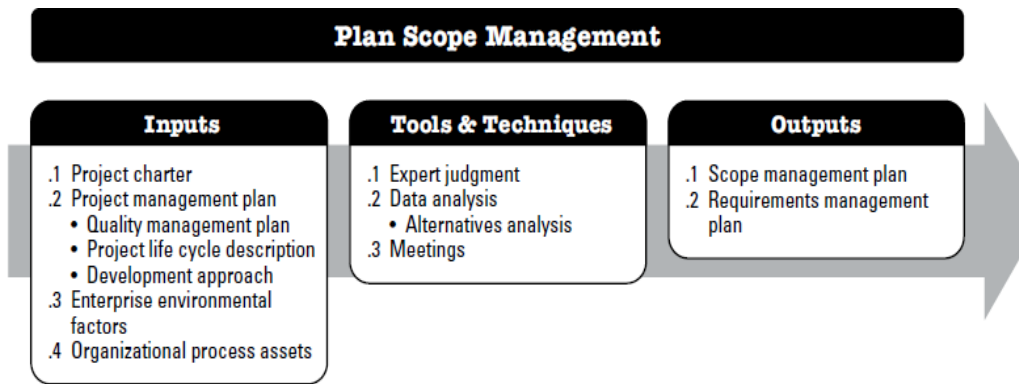 Plan Scope Management
Inputs
.1 Project charter
.2 Project management plan
• Quality management plan
• Project life cycle description
• Development approach
.3 Enterprise environmental
factors
.4 Organizational process assets
Tools & Techniques
.1 Expert judgment
.2 Data analysis
• Alternatives analysis
.3 Meetings
Outputs
.1 Scope management plan
.2 Requirements management
plan